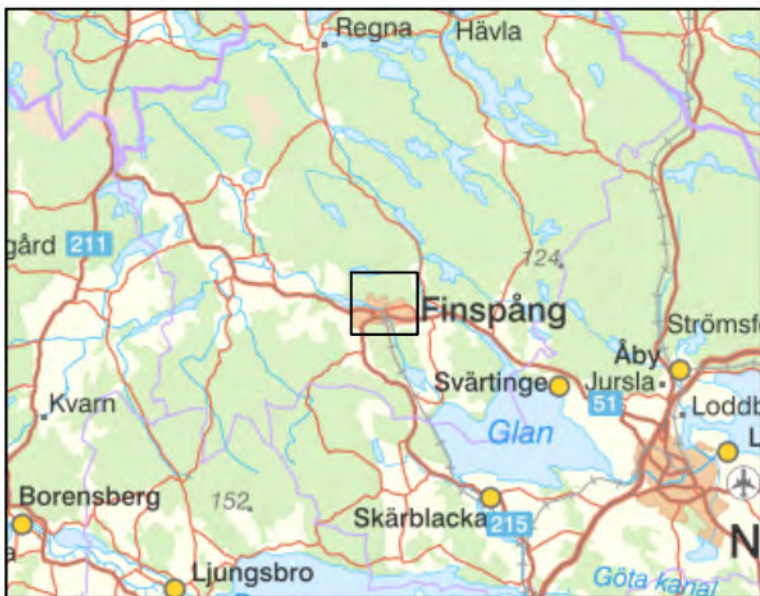 Regna
Hävla
gård
211
124
Finspång
Strömsf
Åby
Svärtinge
Jursla
51
Loddb
Kvarn
Glan
L
Borensberg
152
Skärblacka
215
N
a
Ljungsbro
Göta kanal